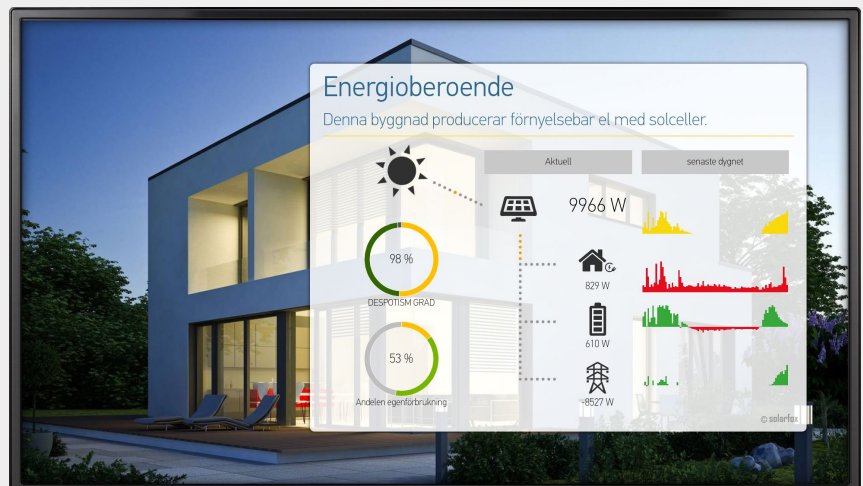 Energioberoende
Denna byggnad producerar förnyelsebar el med solceller.
Aktuell
senaste dygnet
9966 W
98 %
DESPOTISM GRAD
829 W
610 W
53 %
Andelen egenförbrukning
-8527 W
© solarfox